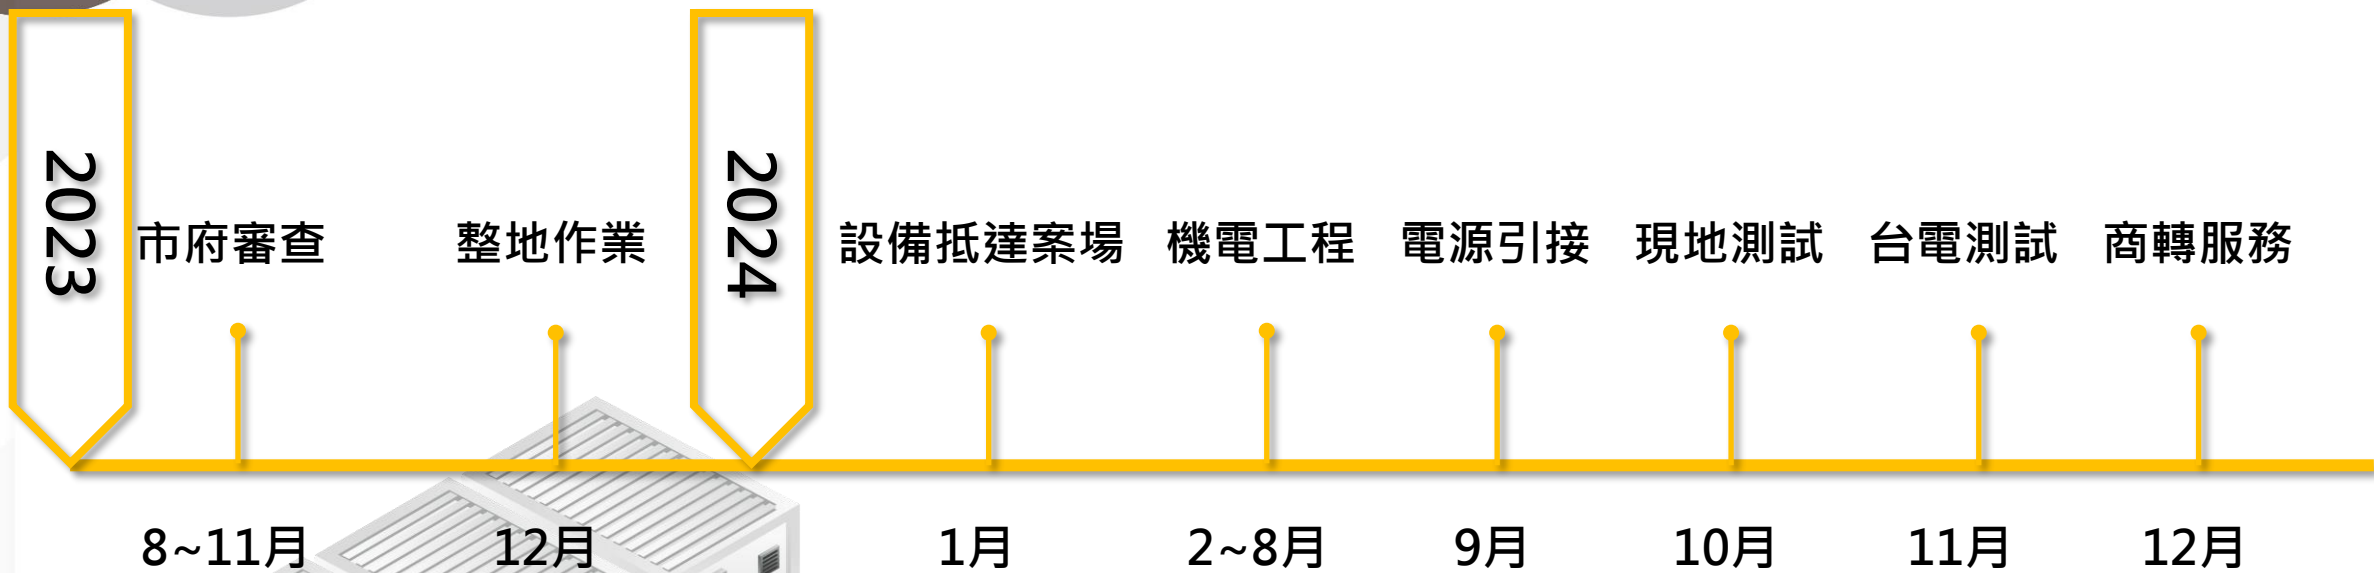 2023
市府審查 整地作業
2024
設備抵達案場 機電工程 電源引接 現地測試 台電測試 商轉服務
8~11月 12月 1月 2~8月 9月 10月 11月 12月